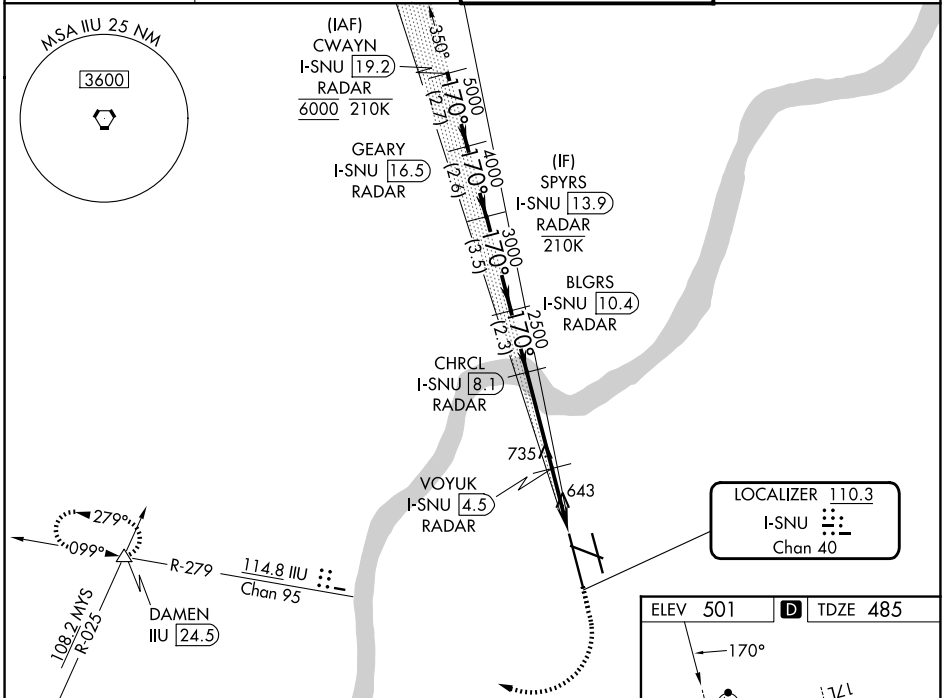 MSA IIU 25 NM
3600
(IAF)
CWAYN
I-SNU 19.2
RADAR
6000 210K
350°
170°
5000
(2.7)
GEARY
I-SNU 16.5
RADAR
170°
4000
(2.6)
(IF)
SPYRS
I-SNU 13.9
RADAR
210K
170°
3000
(3.5)
BLGRS
I-SNU 10.4
RADAR
170°
2500
(2.3)
CHRCL
I-SNU 8.1
RADAR
735
VOYUK
I-SNU 4.5
RADAR
643
LOCALIZER 110.3
I-SNU
Chan 40
279°
099°
R-279
114.8 IIU
Chan 95
DAMEN
IIU 24.5
108.2 MYS
R-025
ELEV 501 D TDZE 485
170°
17L